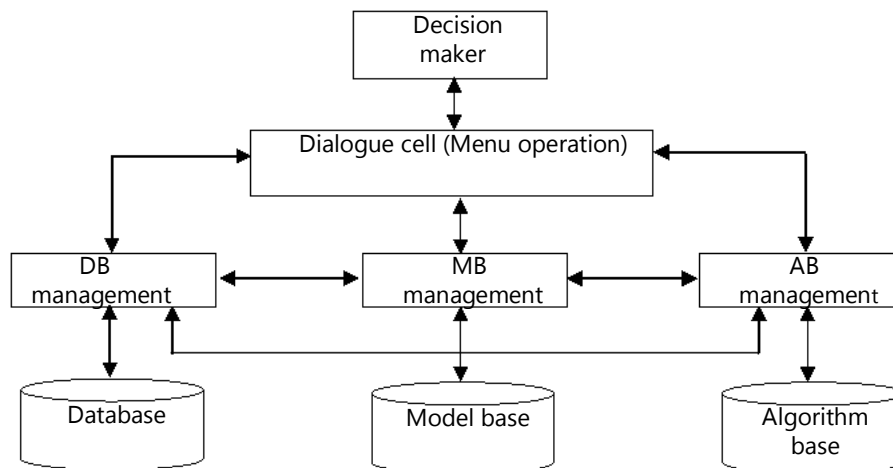 Decision
maker
Dialogue cell (Menu operation)
DB
management
MB
management
AB
management
Database
Model base
Algorithm
base